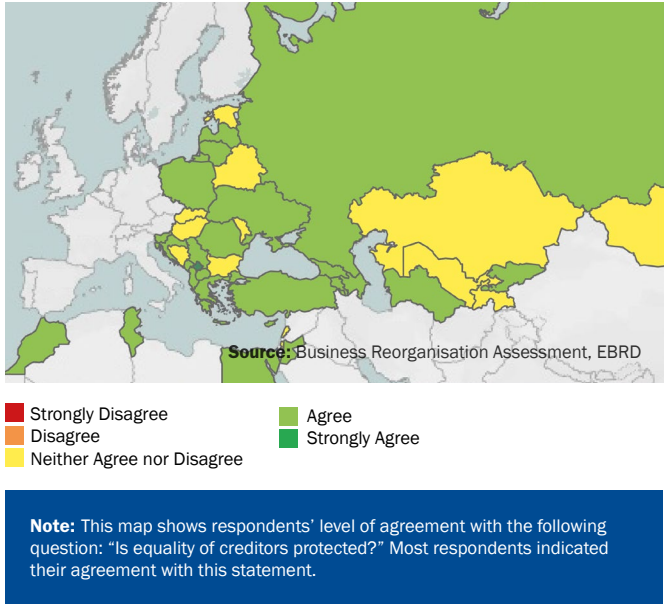 Source: Business Reorganisation Assessment, EBRD
Strongly Disagree
Disagree
Neither Agree nor Disagree
Agree
Strongly Agree
Note: This map shows respondents’ level of agreement with the following
question: “Is equality of creditors protected?” Most respondents indicated
their agreement with this statement.